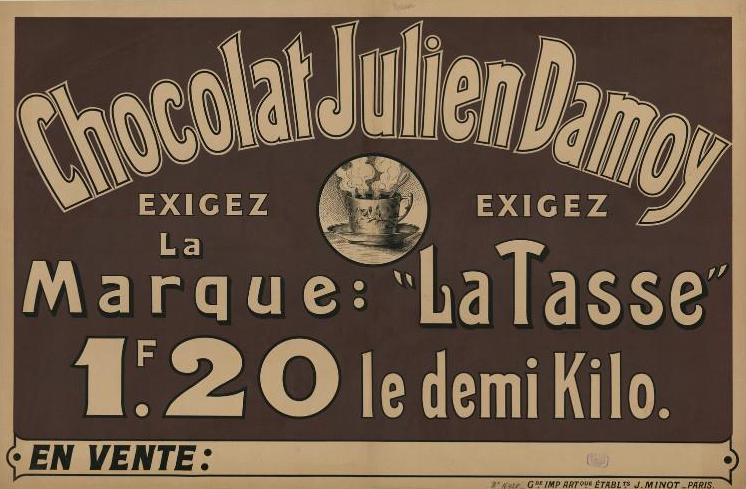 Chocolat Julien Damoy
EXIGEZ EXIGEZ
La
Marque: "La Tasse"
1F.20 le demi Kilo.
EN VENTE:
GDE IMP ARTQUE ÉTABLTS J. MINOT _ PARIS.